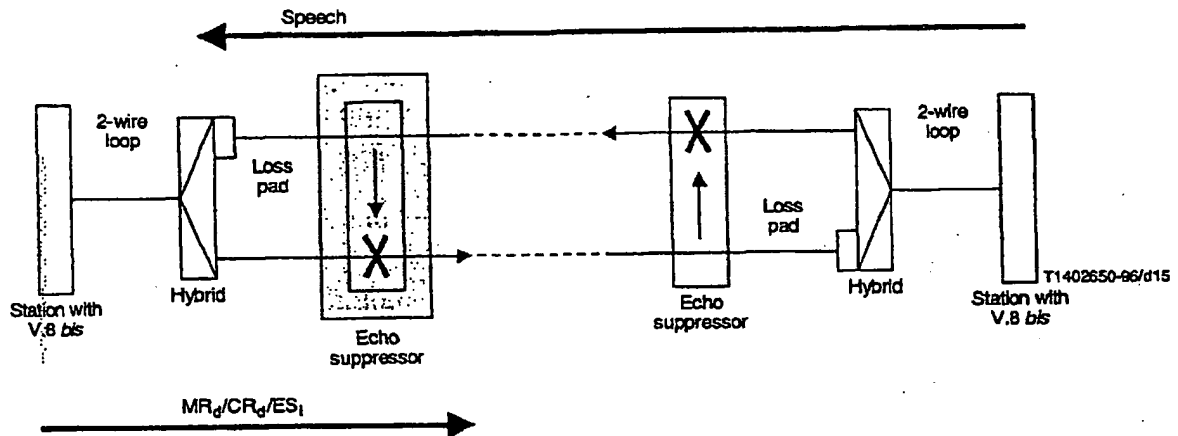 Speech
2-wire
loop
2-wire
loop
Loss
pad
Loss
pad
Hybrid
Hybrid
T1402650-96/d15
Station with
V.8 bis
Echo
suppressor
Echo
suppressor
Station with
V.8 bis
MRd/CRd/ESi